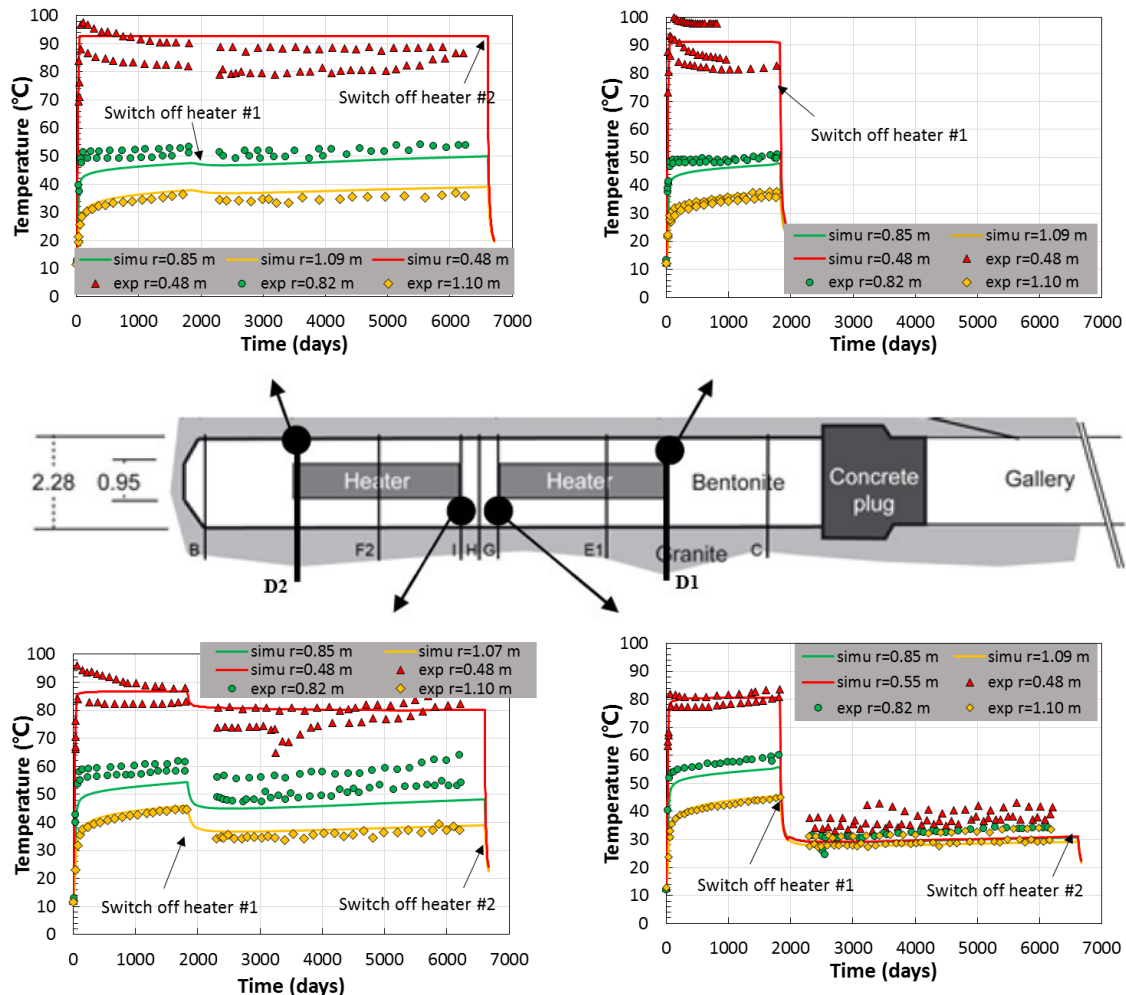 100
90
80
70
60
50
40
30
20
10
0
Temperature (°C)
Switch off heater #1
Switch off heater #2
simu r=0.85 m
simu r=1.09 m
simu r=0.48 m
exp r=0.48 m
exp r=0.82 m
exp r=1.10 m
0 1000 2000 3000 4000 5000 6000 7000
Time (days)
100
90
80
70
60
50
40
30
20
10
0
Temperature (°C)
Switch off heater #1
simu r=0.85 m
simu r=1.09 m
simu r=0.48 m
exp r=0.48 m
exp r=0.82 m
exp r=1.10 m
0 1000 2000 3000 4000 5000 6000 7000
Time (days)
2.28
0.95
Heater
Heater
Bentonite
Concrete
plug
Gallery
B
F2
I
H
G
E1
Granite
C
D2
D1
100
90
80
70
60
50
40
30
20
10
0
Temperature (°C)
simu r=0.85 m
simu r=1.07 m
simu r=0.48 m
exp r=0.48 m
exp r=0.82 m
exp r=1.10 m
Switch off heater #1
Switch off heater #2
0 1000 2000 3000 4000 5000 6000 7000
Time (days)
100
90
80
70
60
50
40
30
20
10
0
Temperature (°C)
simu r=0.85 m
simu r=1.09 m
simu r=0.55 m
exp r=0.48 m
exp r=0.82 m
exp r=1.10 m
Switch off heater #1
Switch off heater #2
0 1000 2000 3000 4000 5000 6000 7000
Time (days)